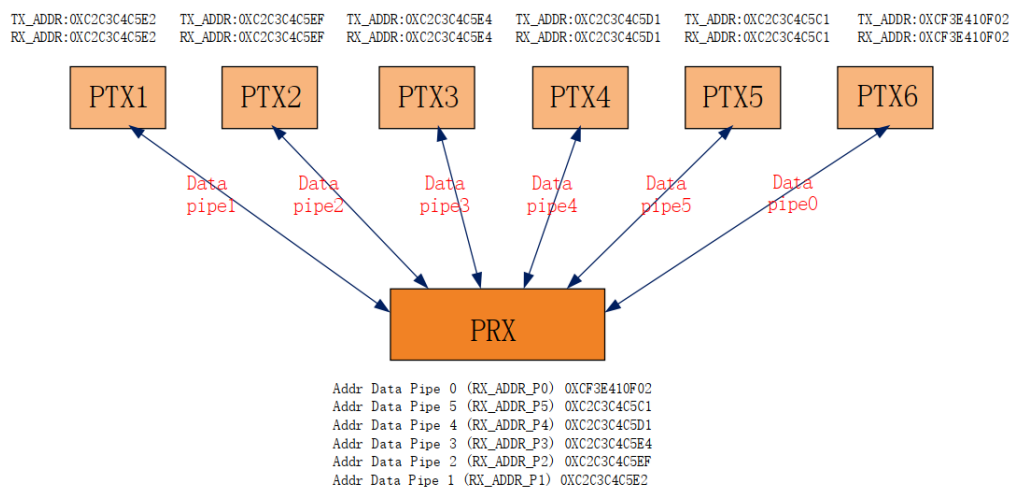 TX_ADDR:0XC2C3C4C5E2 TX_ADDR:0XC2C3C4C5EF TX_ADDR:0XC2C3C4C5E4 TX_ADDR:0XC2C3C4C5D1 TX_ADDR:0XC2C3C4C5C1 TX_ADDR:0XCF3E410F02
RX_ADDR:0XC2C3C4C5E2 RX_ADDR:0XC2C3C4C5EF RX_ADDR:0XC2C3C4C5E4 RX_ADDR:0XC2C3C4C5D1 RX_ADDR:0XC2C3C4C5C1 RX_ADDR:0XCF3E410F02
PTX1 PTX2 PTX3 PTX4 PTX5 PTX6
Data Data Data Data Data Data
pipe1 pipe2 pipe3 pipe4 pipe5 pipe0
PRX
Addr Data Pipe 0 (RX_ADDR_P0) 0XCF3E410F02
Addr Data Pipe 5 (RX_ADDR_P5) 0XC2C3C4C5C1
Addr Data Pipe 4 (RX_ADDR_P4) 0XC2C3C4C5D1
Addr Data Pipe 3 (RX_ADDR_P3) 0XC2C3C4C5E4
Addr Data Pipe 2 (RX_ADDR_P2) 0XC2C3C4C5EF
Addr Data Pipe 1 (RX_ADDR_P1) 0XC2C3C4C5E2